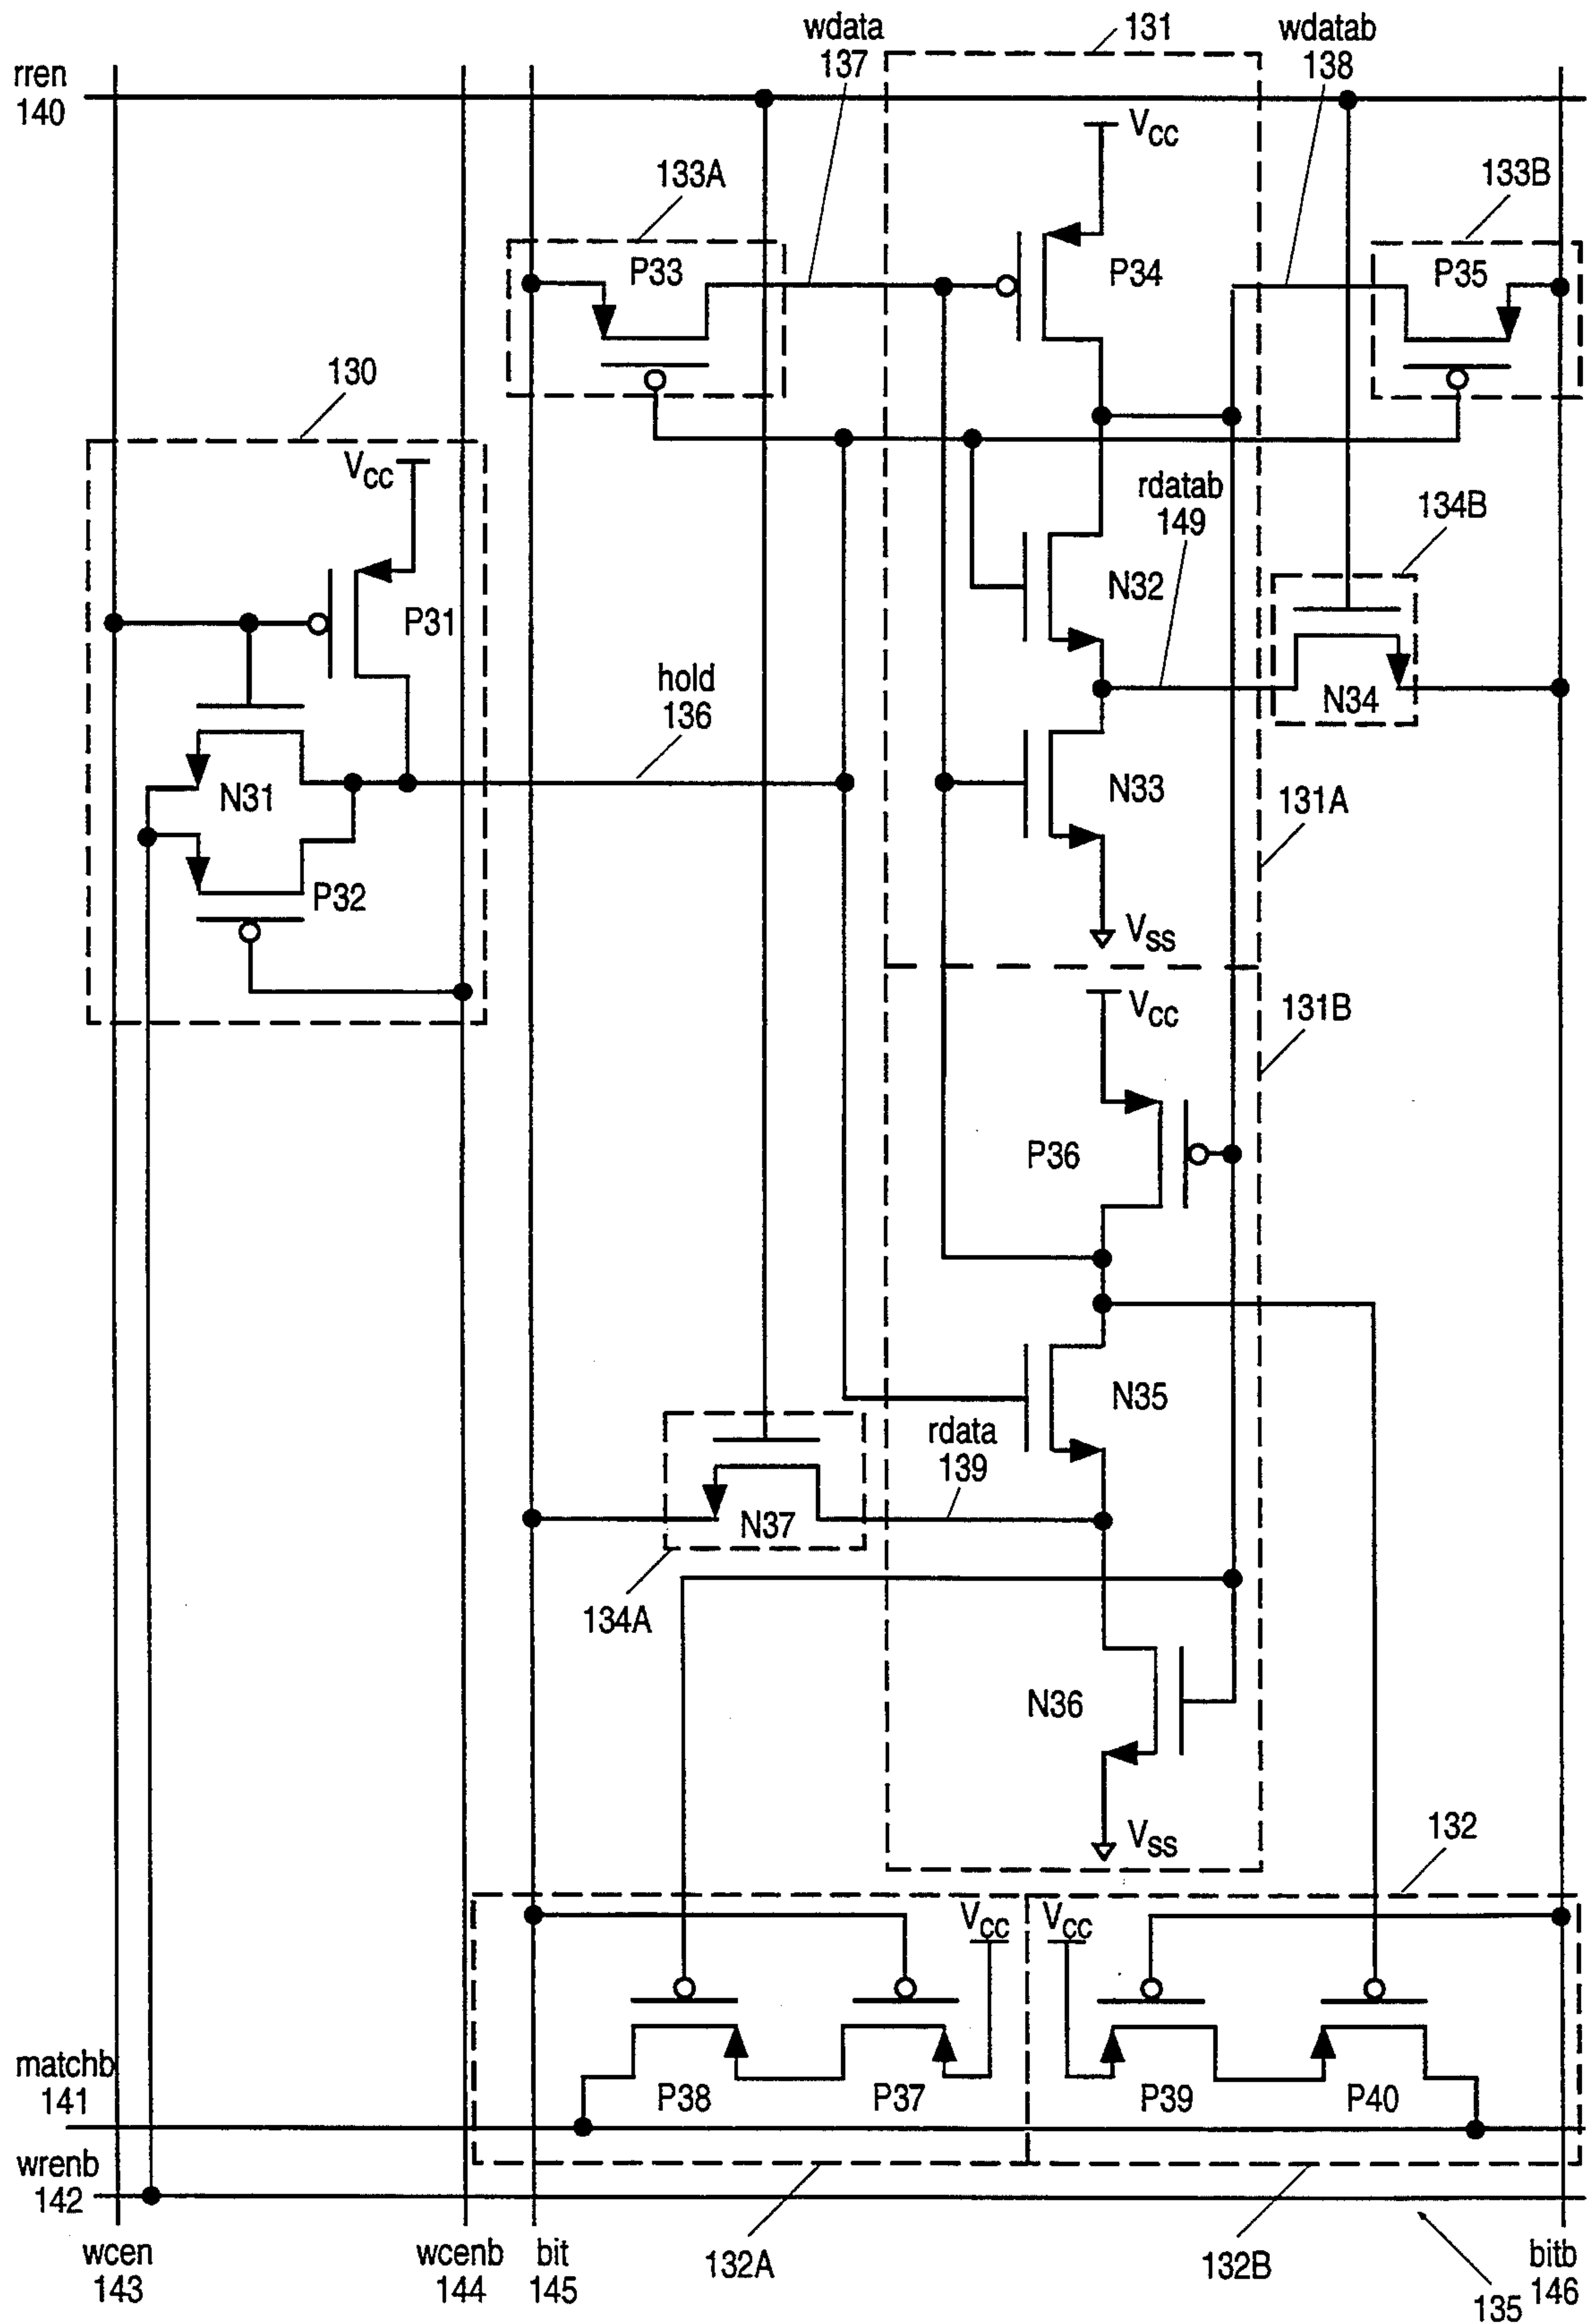 wdata
137
131
wdatab
138
rren
140
VCC
133A
133B
P33
P34
P35
130
VCC
rdatab
149
134B
P31
N32
hold
136
N34
N31
N33
131A
P32
VSS
VCC
131B
P36
N35
rdata
139
N37
134A
N36
VSS
132
VCC
VCC
matchb
141
P38
P37
P39
P40
wrenb
142
wcen
143
wcenb
144
bit
145
132A
132B
135
bitb
146